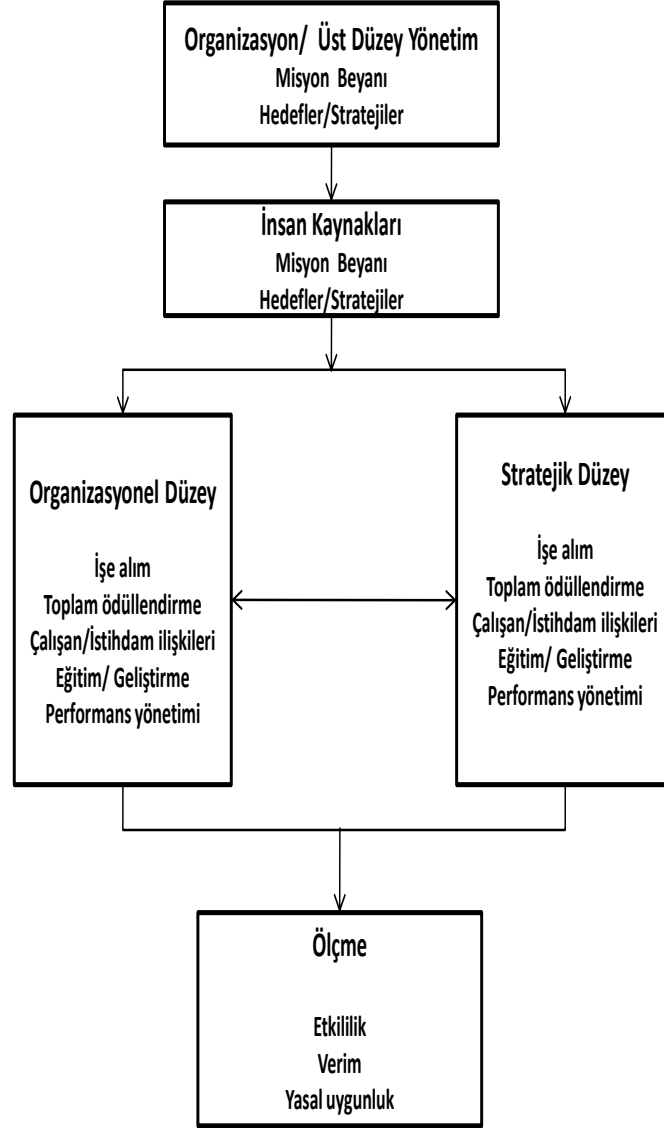 Organizasyon/ Üst Düzey Yönetim
Misyon Beyanı
Hedefler/Stratejiler
İnsan Kaynakları
Misyon Beyanı
Hedefler/Stratejiler
Organizasyonel Düzey
İşe alım
Toplam ödüllendirme
Çalışan/İstihdam ilişkileri
Eğitim/ Geliştirme
Performans yönetimi
Stratejik Düzey
İşe alım
Toplam ödüllendirme
Çalışan/İstihdam ilişkileri
Eğitim/ Geliştirme
Performans yönetimi
Ölçme
Etkililik
Verim
Yasal uygunluk